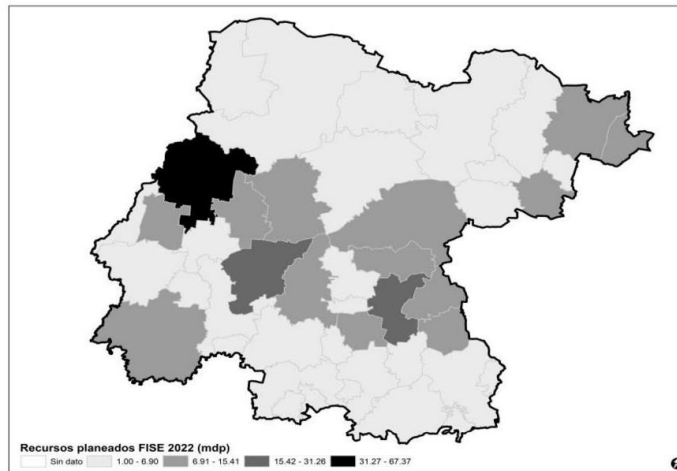 Recursos planeados FISE 2022 (mdp)
Sin dato 1.00 - 6.90 6.91 - 15.41 15.42 - 31.26 31.27 - 67.37